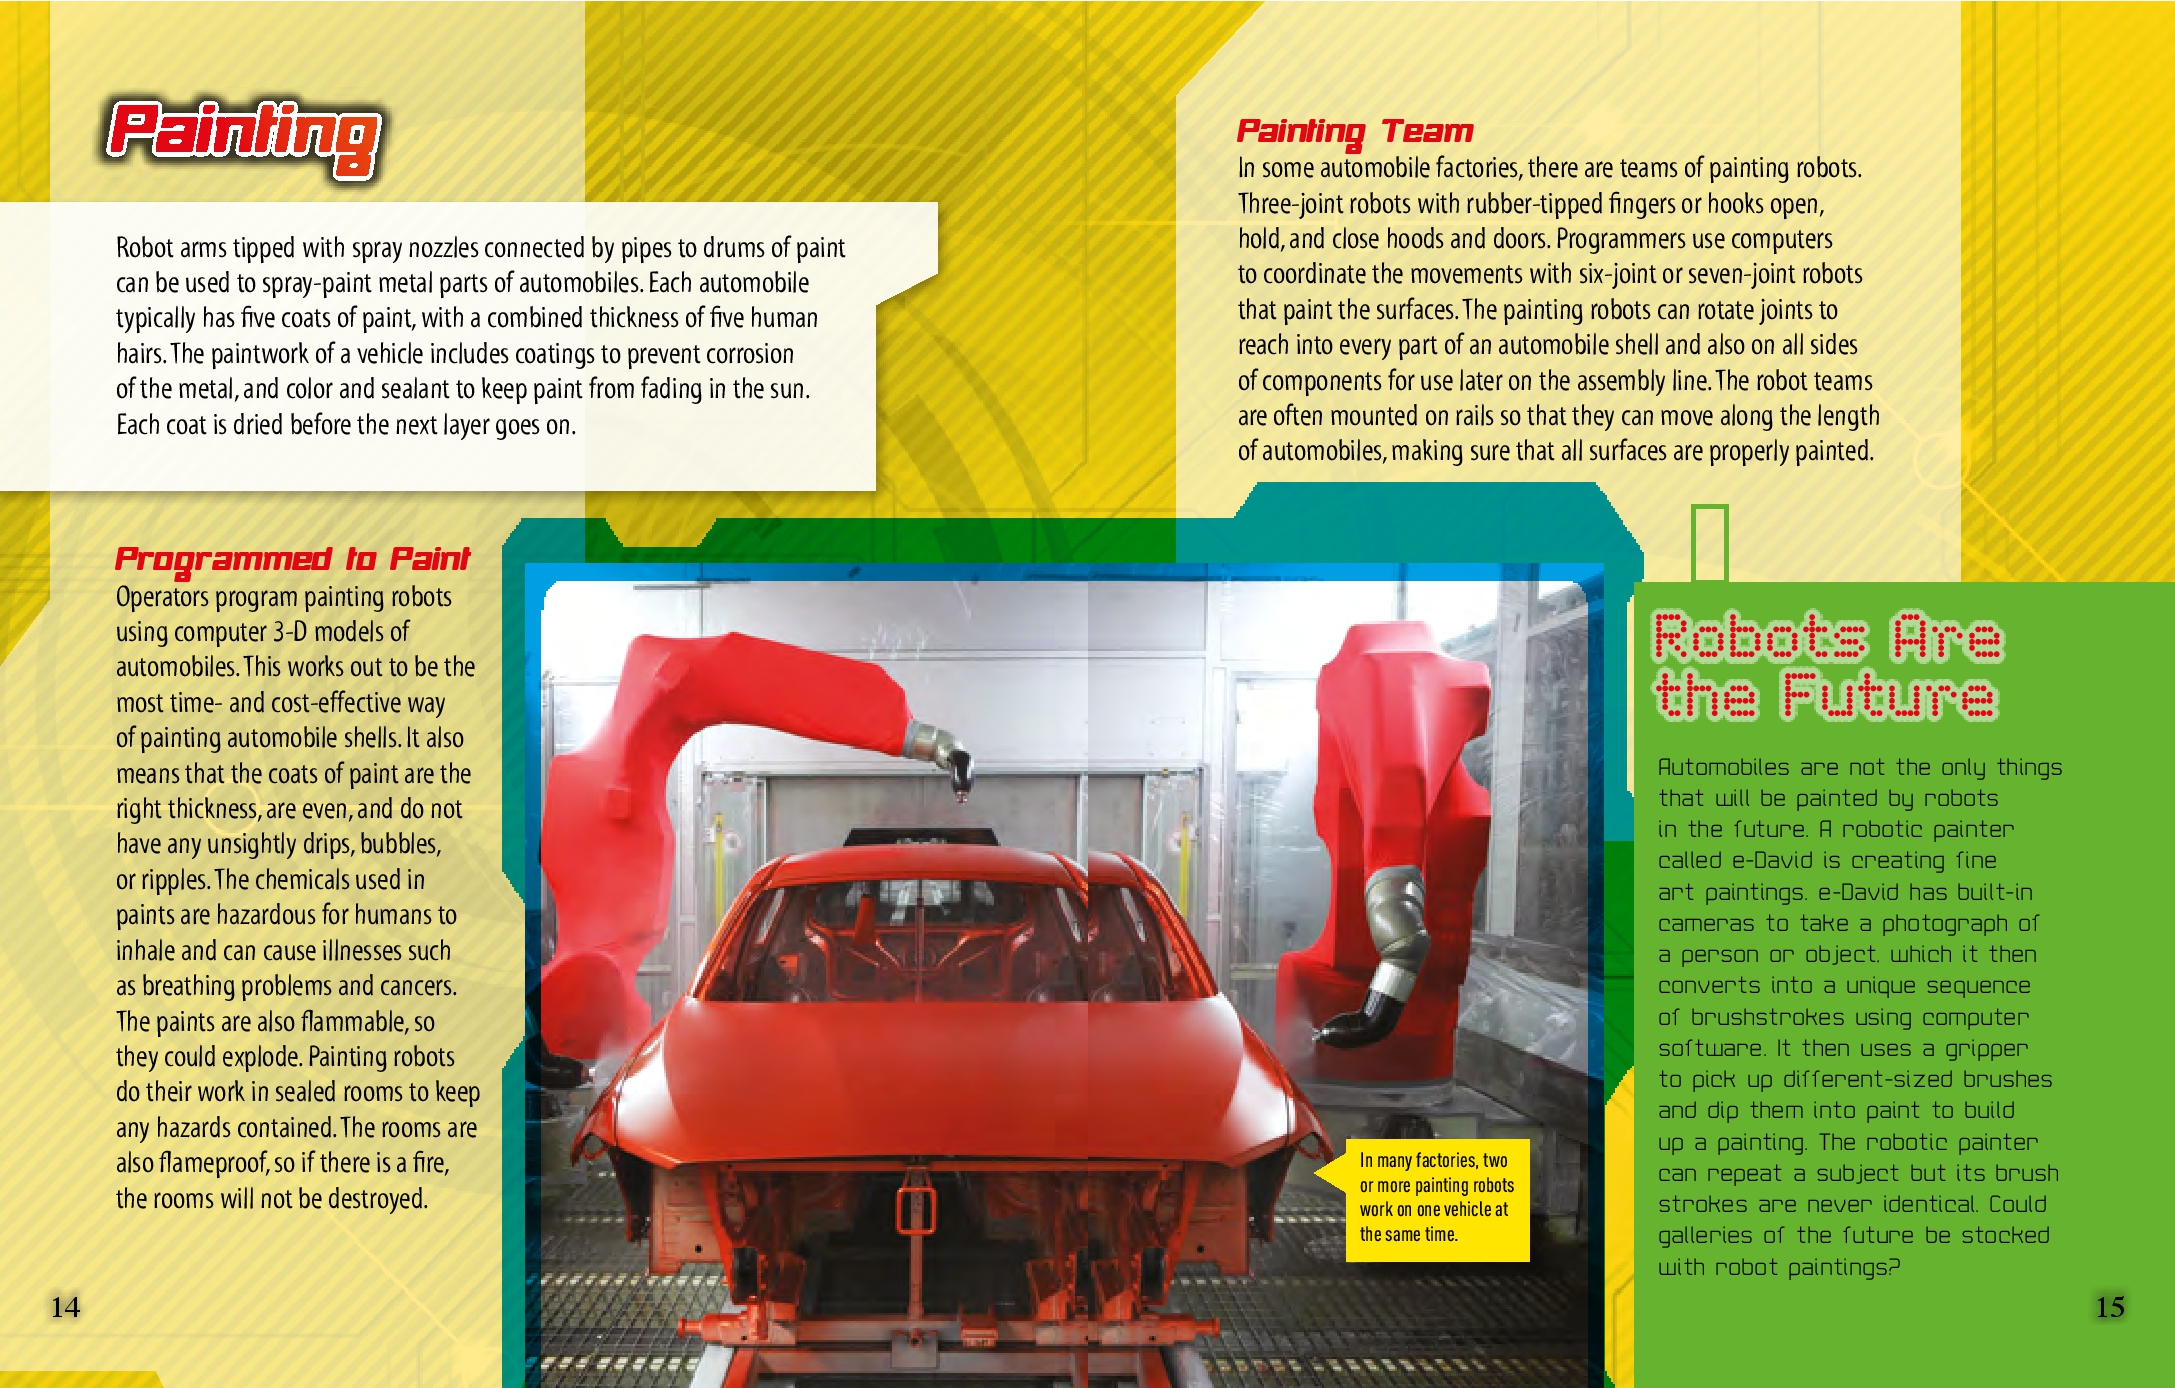 Painting
Robot arms tipped with spray nozzles connected by pipes to drums of paint
can be used to spray-paint metal parts of automobiles. Each automobile
typically has five coats of paint, with a combined thickness of five human
hairs. The paintwork of a vehicle includes coatings to prevent corrosion
of the metal, and color and sealant to keep paint from fading in the sun.
Each coat is dried before the next layer goes on.
Programmed to Paint
Operators program painting robots
using computer 3-D models of
automobiles. This works out to be the
most time- and cost-effective way
of painting automobile shells. It also
means that the coats of paint are the
right thickness, are even, and do not
have any unsightly drips, bubbles,
or ripples. The chemicals used in
paints are hazardous for humans to
inhale and can cause illnesses such
as breathing problems and cancers.
The paints are also flammable, so
they could explode. Painting robots
do their work in sealed rooms to keep
any hazards contained. The rooms are
also flameproof, so if there is a fire,
the rooms will not be destroyed.
14
Painting Team
In some automobile factories, there are teams of painting robots.
Three-joint robots with rubber-tipped fingers or hooks open,
hold, and close hoods and doors. Programmers use computers
to coordinate the movements with six-joint or seven-joint robots
that paint the surfaces. The painting robots can rotate joints to
reach into every part of an automobile shell and also on all sides
of components for use later on the assembly line. The robot teams
are often mounted on rails so that they can move along the length
of automobiles, making sure that all surfaces are properly painted.
In many factories, two
or more painting robots
work on one vehicle at
the same time.
Robots Are
the Future
Automobiles are not the only things
that will be painted by robots
in the future. A robotic painter
called e-David is creating fine
art paintings. e-David has built-in
cameras to take a photograph of
a person or object, which it then
converts into a unique sequence
of brushstrokes using computer
software. It then uses a gripper
to pick up different-sized brushes
and dip them into paint to build
up a painting. The robotic painter
can repeat a subject but its brush
strokes are never identical. Could
galleries of the future be stocked
with robot paintings?
15